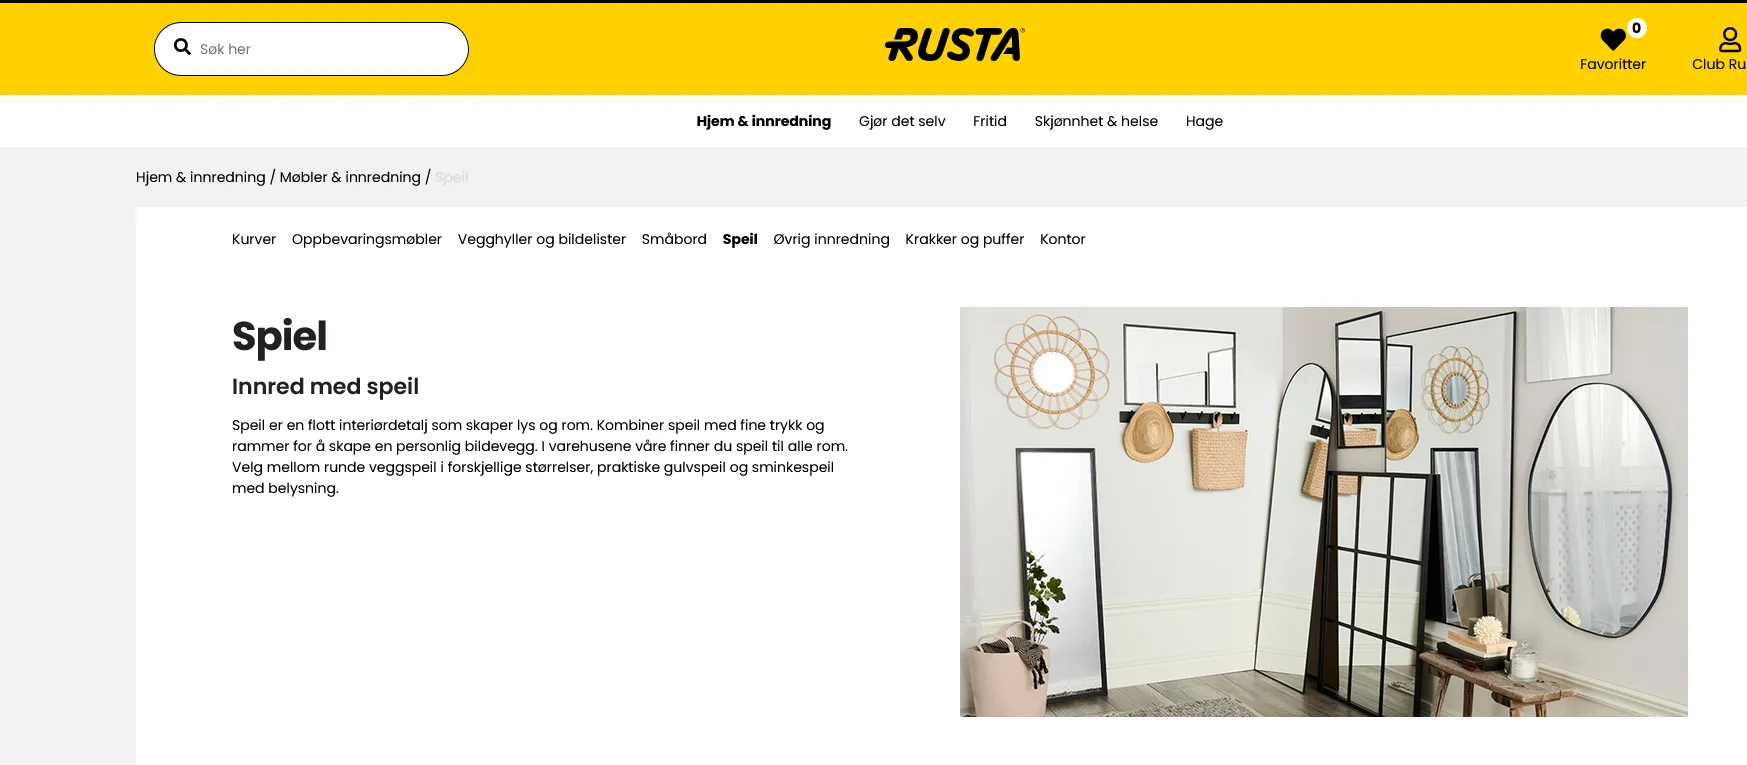 Søk her
RUSTA
0
Favoritter
Club Ru
Hjem & innredning Gjør det selv Fritid Skjønnhet & helse Hage
Hjem & innredning / Møbler & innredning / Speil
Kurver Oppbevaringsmøbler Vegghyller og bildelister Småbord Speil Øvrig innredning Krakker og puffer Kontor
Spiel
Innred med speil
Speil er en flott interiørdetalj som skaper lys og rom. Kombiner speil med fine trykk og
rammer for å skape en personlig bildevegg. I varehusene våre finner du speil til alle rom.
Velg mellom runde veggspeil i forskjellige størrelser, praktiske gulvspeil og sminkespeil
med belysning.